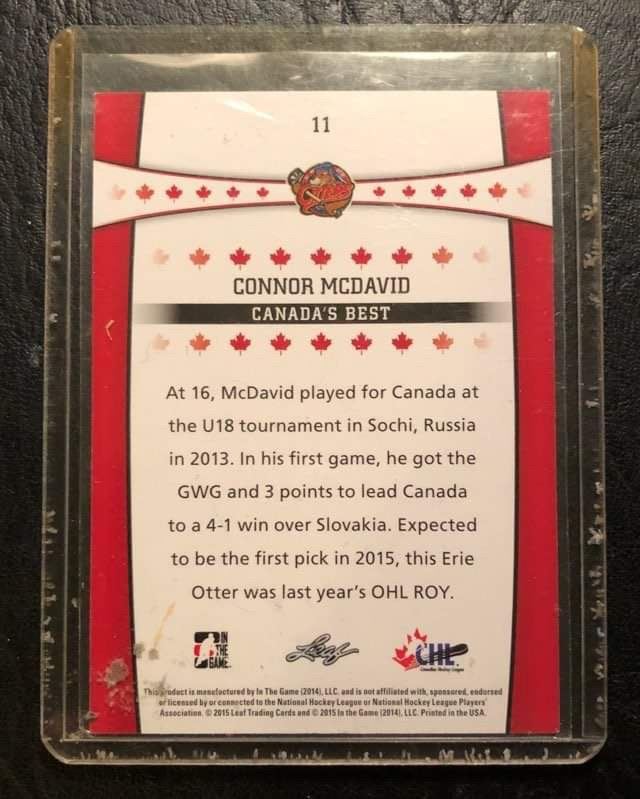 11
CONNOR MCDAVID
CANADA'S BEST
At 16, McDavid played for Canada at
the U18 tournament in Sochi, Russia
in 2013. In his first game, he got the
GWG and 3 points to lead Canada
to a 4-1 win over Slovakia. Expected
to be the first pick in 2015, this Erie
Otter was last year's OHL ROY.
IN
THE
GAME
Leaf
CHL
Canadian Hockey League
This product is manufactured by In The Game (2014), LLC. and is not affiliated with, sponsored, endorsed
or licensed by or connected to the National Hockey League or National Hockey League Players'
Association. © 2015 Leaf Trading Cards and © 2015 In the Game (2014), LLC. Printed in the USA.